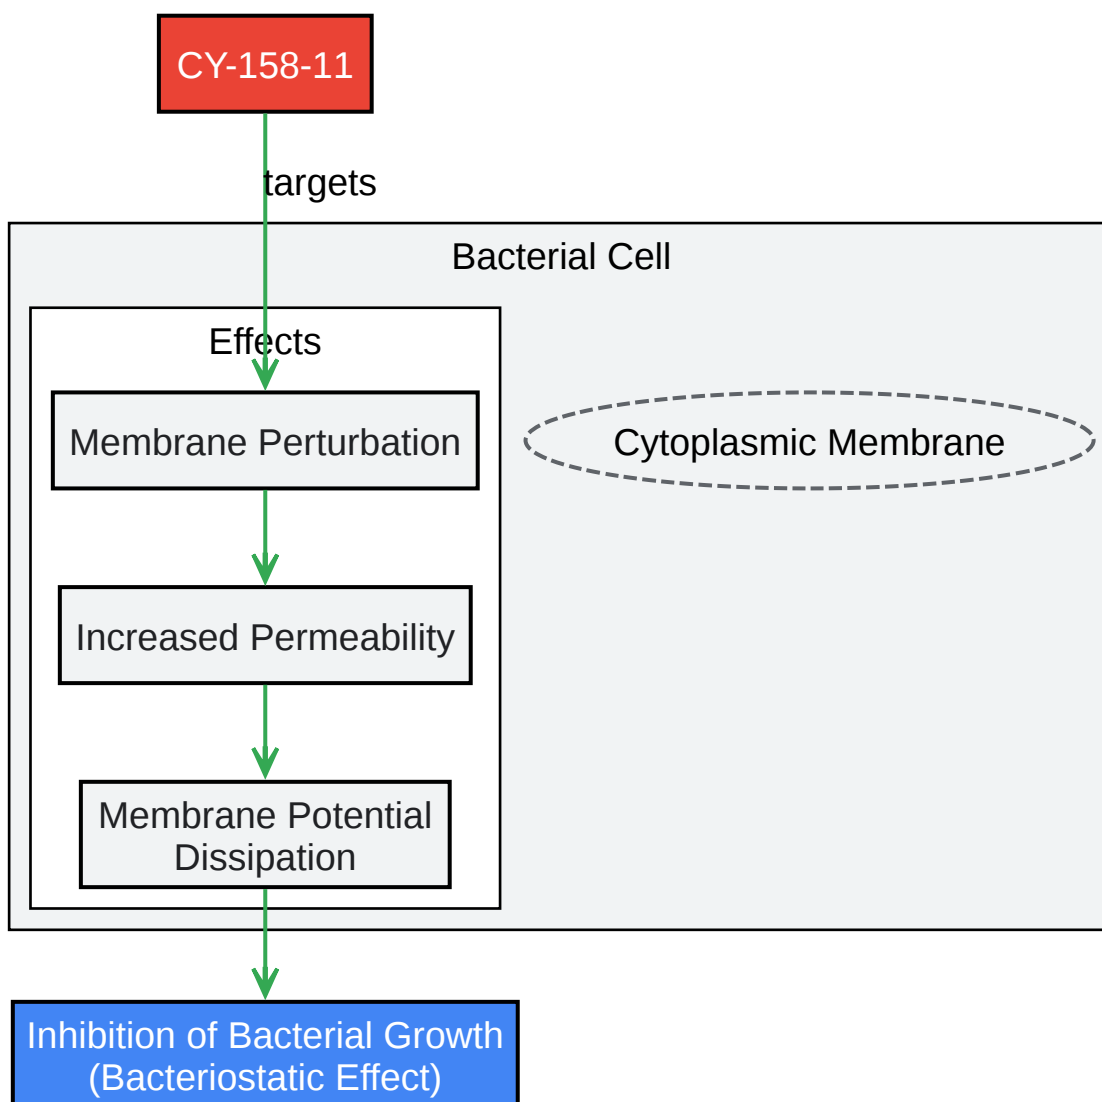 CY-158-11
targets
Bacterial Cell
Effects
Membrane Perturbation
Cytoplasmic Membrane
Increased Permeability
Membrane Potential
Dissipation
Inhibition of Bacterial Growth
(Bacteriostatic Effect)